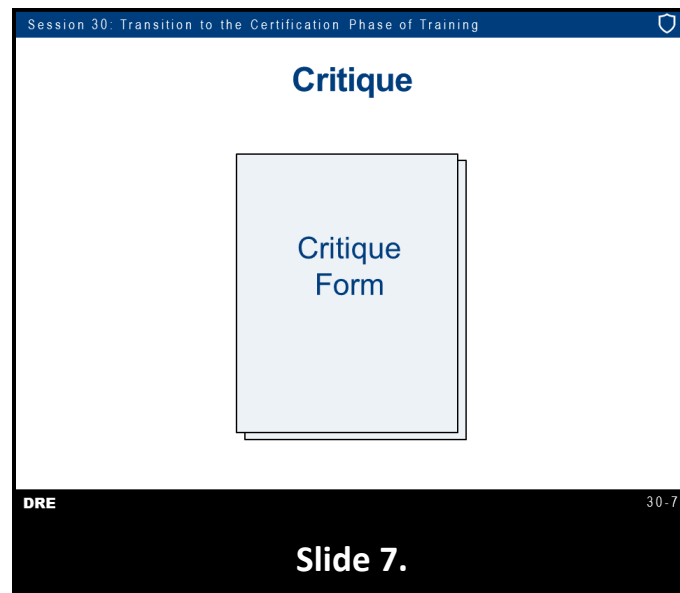 Session 30: Transition to the Certification Phase of Training
Critique
Critique
Form
DRE
30-7
Slide 7.